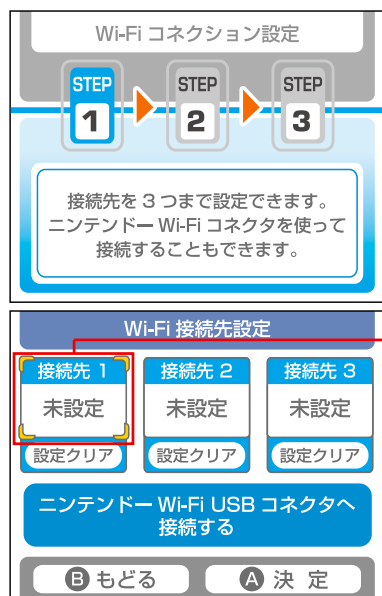 Wi-Fi コネクション設定
STEP 1
STEP 2
STEP 3
接続先を 3 つまで設定できます。
ニンテンドー Wi-Fi コネクタを使って
接続することもできます。
Wi-Fi 接続先設定
接続先 1
接続先 2
接続先 3
未設定
未設定
未設定
設定クリア
設定クリア
設定クリア
ニンテンドー Wi-Fi USB コネクタへ
接続する
B もどる
A 決 定